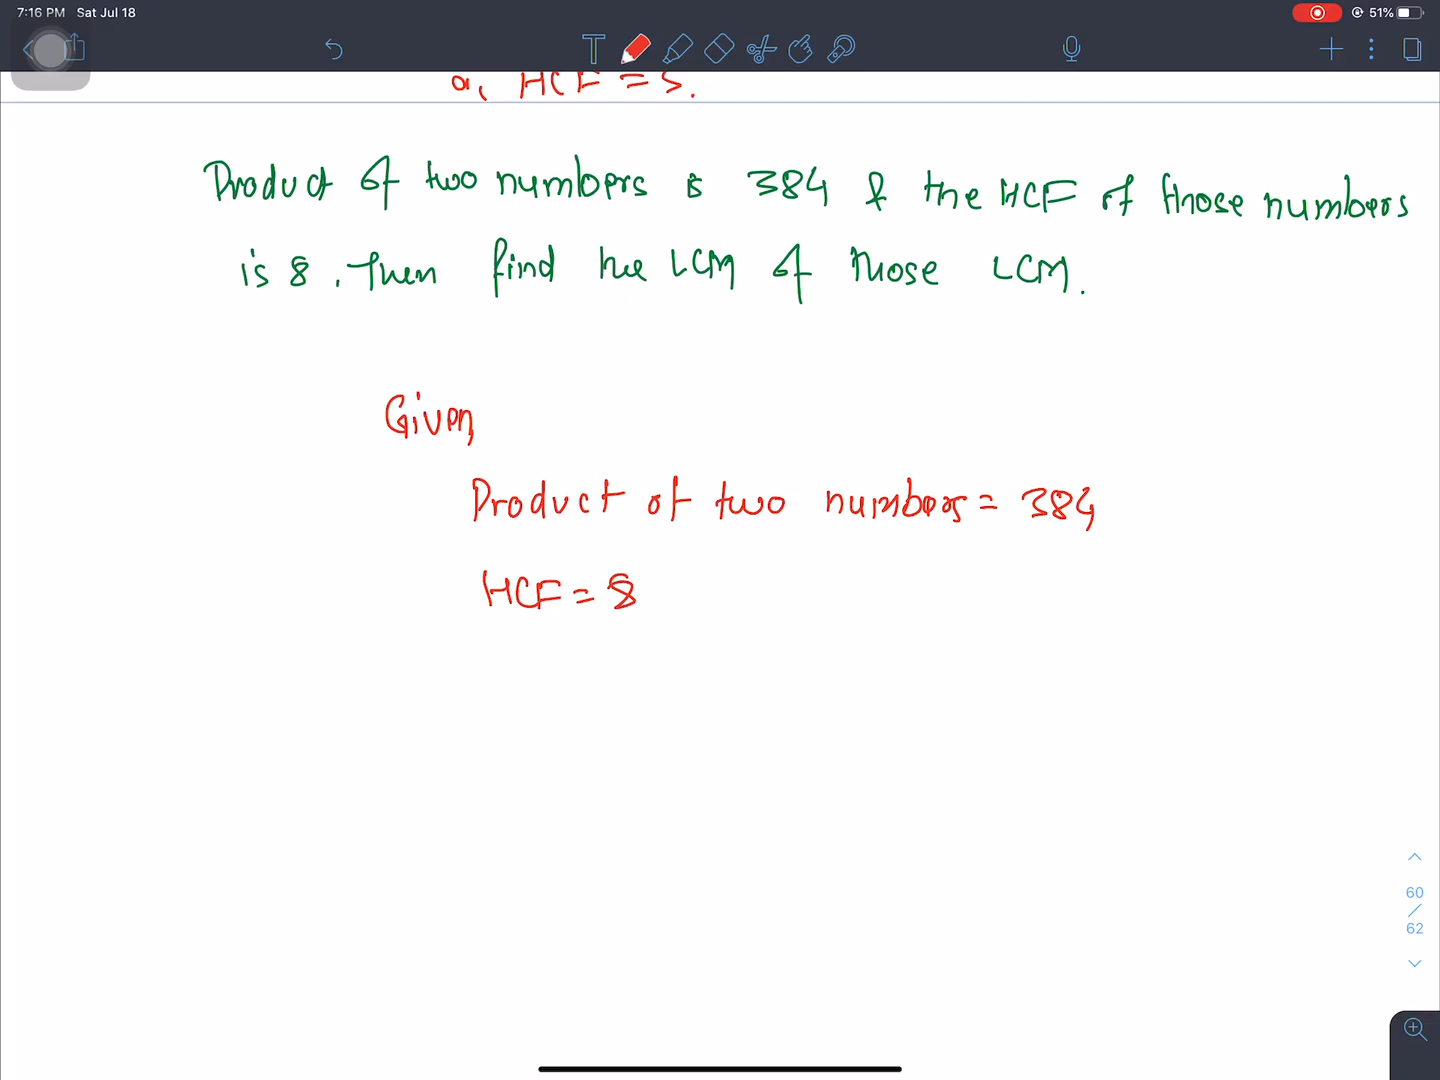 7:16 PM Sat Jul 18
51%
HCF = 5.
Product of two numbers is 384 & the HCF of those numbers
is 8. Then find the LCM of those LCM.
Given,
Product of two numbers = 384
HCF = 8
60
/
62